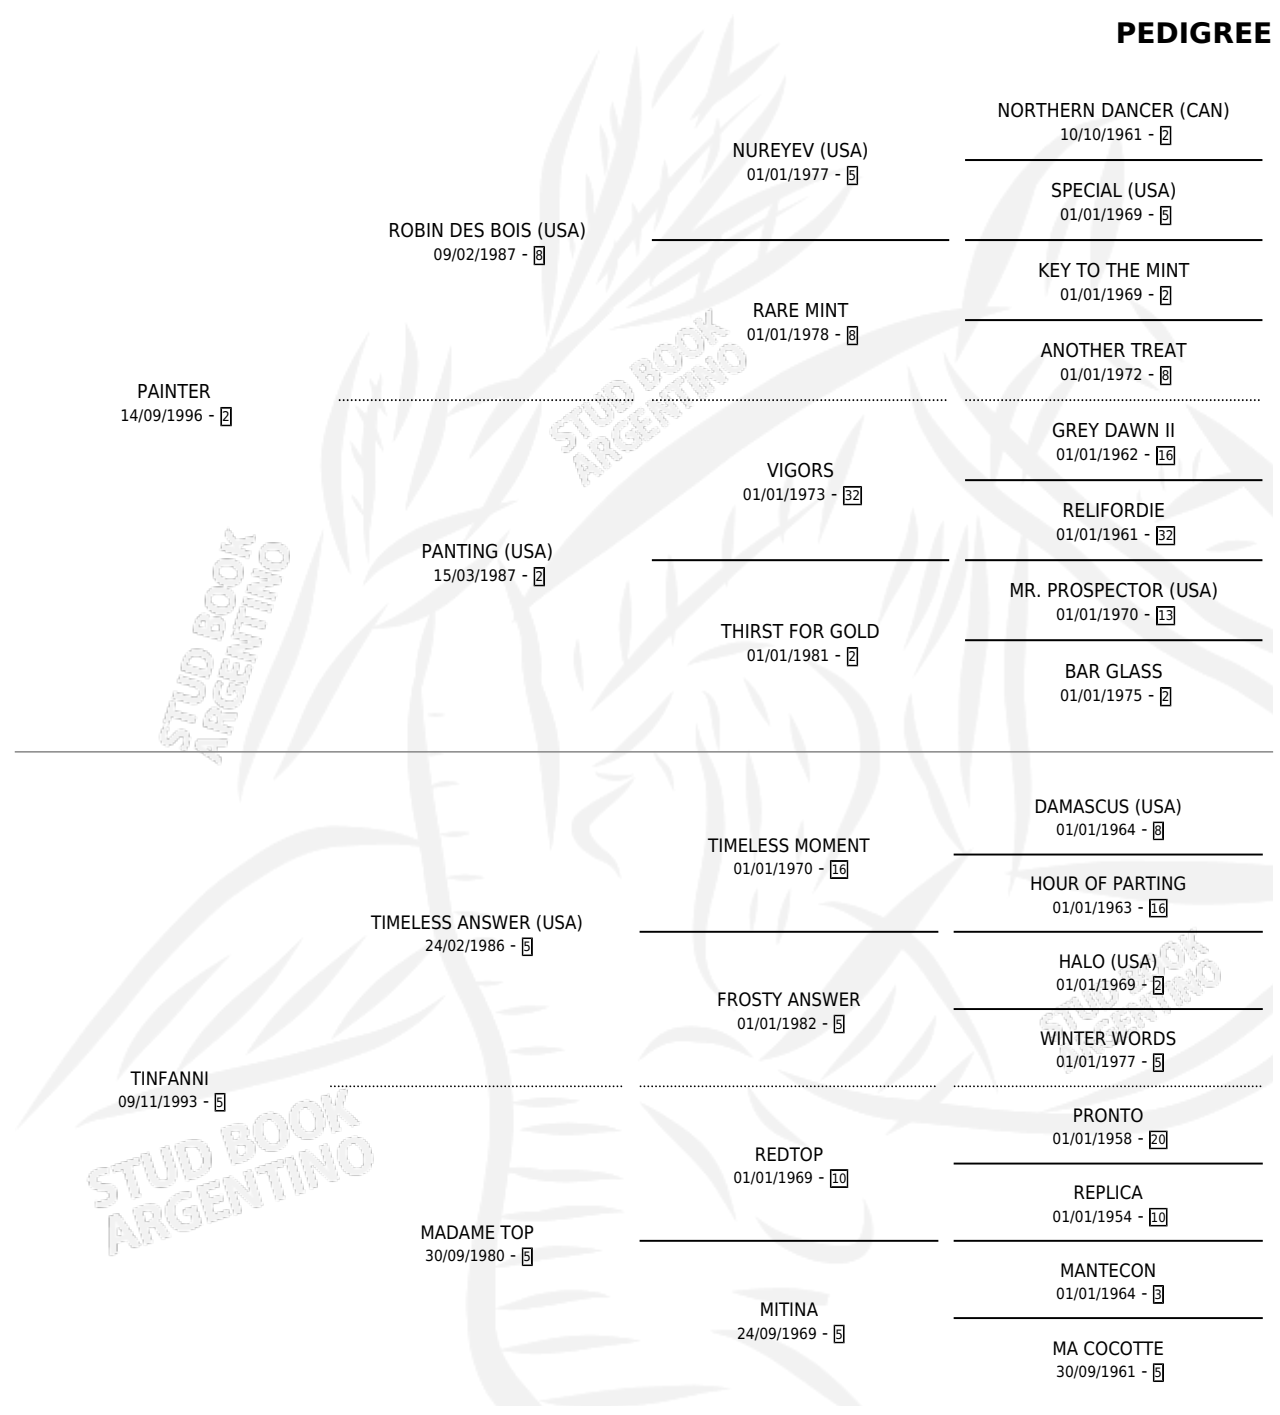 PEDIGREE
NORTHERN DANCER (CAN)
10/10/1961 - 2
NUREYEV (USA)
01/01/1977 - 5
SPECIAL (USA)
01/01/1969 - 5
ROBIN DES BOIS (USA)
09/02/1987 - 8
KEY TO THE MINT
01/01/1969 - 2
RARE MINT
01/01/1978 - 8
ANOTHER TREAT
01/01/1972 - 8
PAINTER
14/09/1996 - 2
GREY DAWN II
01/01/1962 - 16
VIGORS
01/01/1973 - 32
RELIFORDIE
01/01/1961 - 32
PANTING (USA)
15/03/1987 - 2
MR. PROSPECTOR (USA)
01/01/1970 - 13
THIRST FOR GOLD
01/01/1981 - 2
BAR GLASS
01/01/1975 - 2
DAMASCUS (USA)
01/01/1964 - 8
TIMELESS MOMENT
01/01/1970 - 16
HOUR OF PARTING
01/01/1963 - 16
TIMELESS ANSWER (USA)
24/02/1986 - 5
HALO (USA)
01/01/1969 - 2
FROSTY ANSWER
01/01/1982 - 5
WINTER WORDS
01/01/1977 - 5
TINFANNI
09/11/1993 - 5
PRONTO
01/01/1958 - 20
REDTOP
01/01/1969 - 10
REPLICA
01/01/1954 - 10
MADAME TOP
30/09/1980 - 5
MANTECON
01/01/1964 - 3
MITINA
24/09/1969 - 5
MA COCOTTE
30/09/1961 - 5
STUD BOOK
ARGENTINO
STUD BOOK
ARGENTINO
STUD BOOK
ARGENTINO
STUD BOOK
ARGENTINO